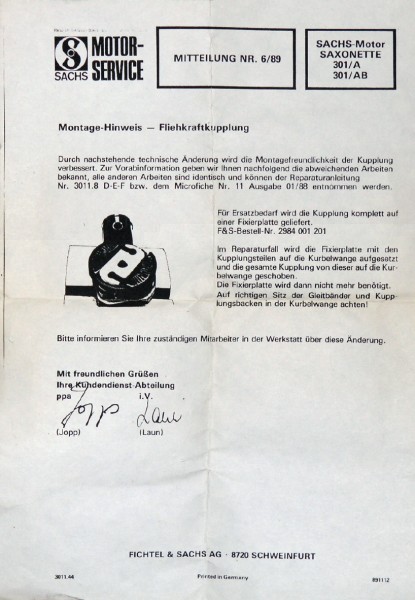 SACHS
MOTOR-
SERVICE
MITTEILUNG NR. 6/89
SACHS-Motor
SAXONETTE
301/A
301/AB
Montage-Hinweis — Fliehkraftkupplung
Durch nachstehende technische Änderung wird die Montagefreundlichkeit der Kupplung
verbessert. Zur Vorabinformation geben wir Ihnen nachfolgend die abweichenden Arbeiten
bekannt, alle anderen Arbeiten sind identisch und können der Reparaturanleitung
Nr. 3011.8 D-E-F bzw. dem Microfiche Nr. 11 Ausgabe 01/88 entnommen werden.
Für Ersatzbedarf wird die Kupplung komplett auf
einer Fixierplatte geliefert.
F&S-Bestell-Nr. 2984 001 201
Im Reparaturfall wird die Fixierplatte mit den
Kupplungsteilen auf die Kurbelwange aufgesetzt
und die gesamte Kupplung von dieser auf die Kur-
belwange geschoben.
Die Fixierplatte wird dann nicht mehr benötigt.
Auf richtigen Sitz der Gleitbänder und Kupp-
lungsbacken in der Kurbelwange achten!
Bitte informieren Sie Ihre zuständigen Mitarbeiter in der Werkstatt über diese Änderung.
Mit freundlichen Grüßen
Ihre Kundendienst-Abteilung
ppa i.V.
Jopp Laun
(Jopp) (Laun)
FICHTEL & SACHS AG · 8720 SCHWEINFURT
3011.44 Printed in Germany